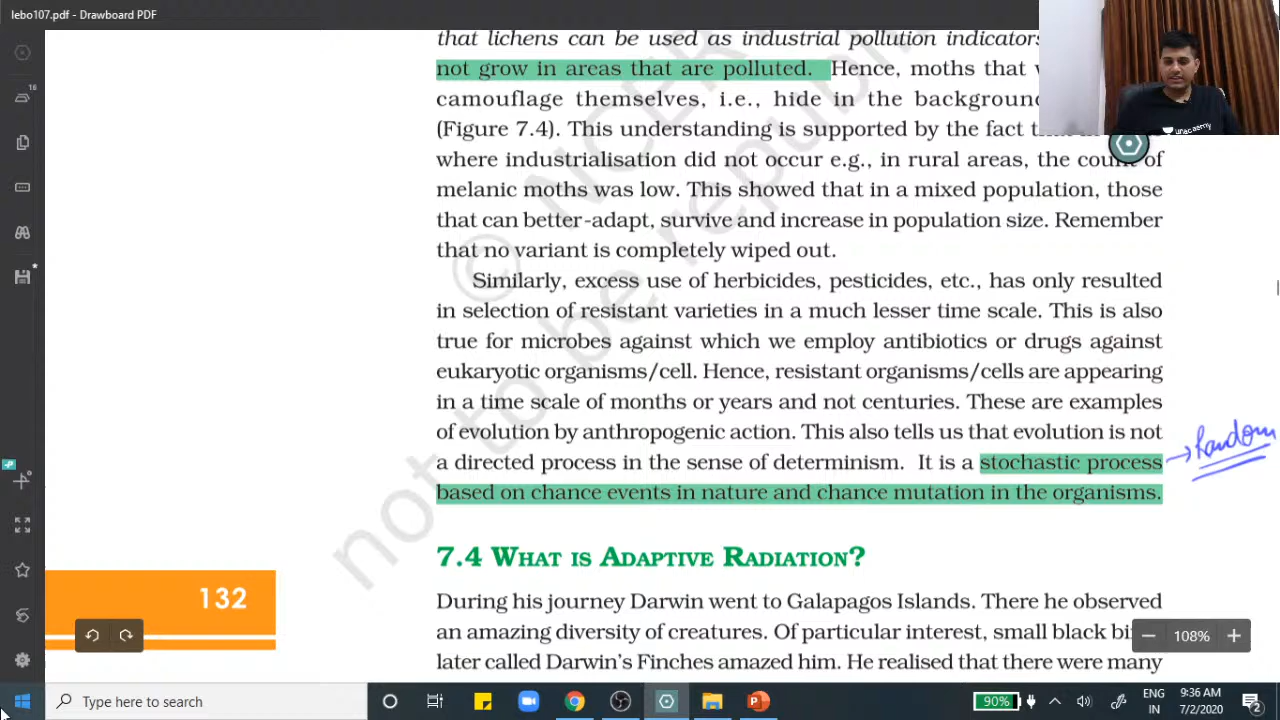 lebo107.pdf - Drawboard PDF
that lichens can be used as industrial pollution indicators
not grow in areas that are polluted. Hence, moths that
camouflage themselves, i.e., hide in the background
(Figure 7.4). This understanding is supported by the fact
unacademy
where industrialisation did not occur e.g., in rural areas, the count of
melanic moths was low. This showed that in a mixed population, those
that can better-adapt, survive and increase in population size. Remember
that no variant is completely wiped out.
Similarly, excess use of herbicides, pesticides, etc., has only resulted
in selection of resistant varieties in a much lesser time scale. This is also
true for microbes against which we employ antibiotics or drugs against
eukaryotic organisms/cell. Hence, resistant organisms/cells are appearing
in a time scale of months or years and not centuries. These are examples
of evolution by anthropogenic action. This also tells us that evolution is not
a directed process in the sense of determinism. It is a stochastic process
→ Random
based on chance events in nature and chance mutation in the organisms.
© NCERT
not to be republished
7.4 WHAT IS ADAPTIVE RADIATION?
During his journey Darwin went to Galapagos Islands. There he observed
an amazing diversity of creatures. Of particular interest, small black
later called Darwin's Finches amazed him. He realised that there were many
132
18
108%
Type here to search
90%
ENG
IN
9:36 AM
7/2/2020
2